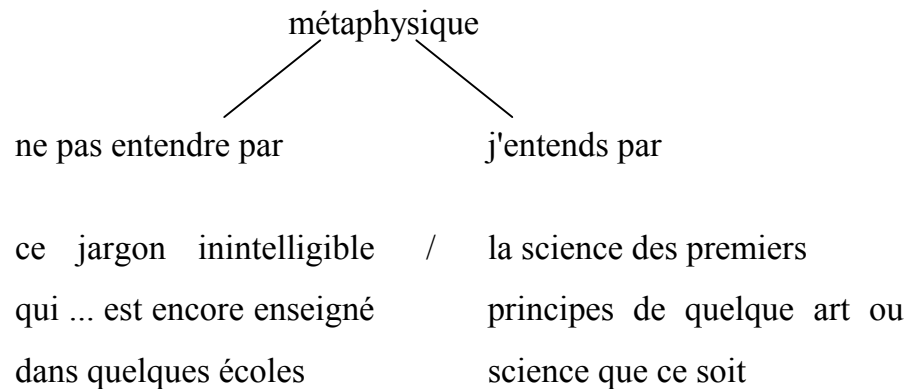 métaphysique
ne pas entendre par
j'entends par
ce jargon inintelligible / la science des premiers
qui ... est encore enseigné principes de quelque art ou
dans quelques écoles science que ce soit